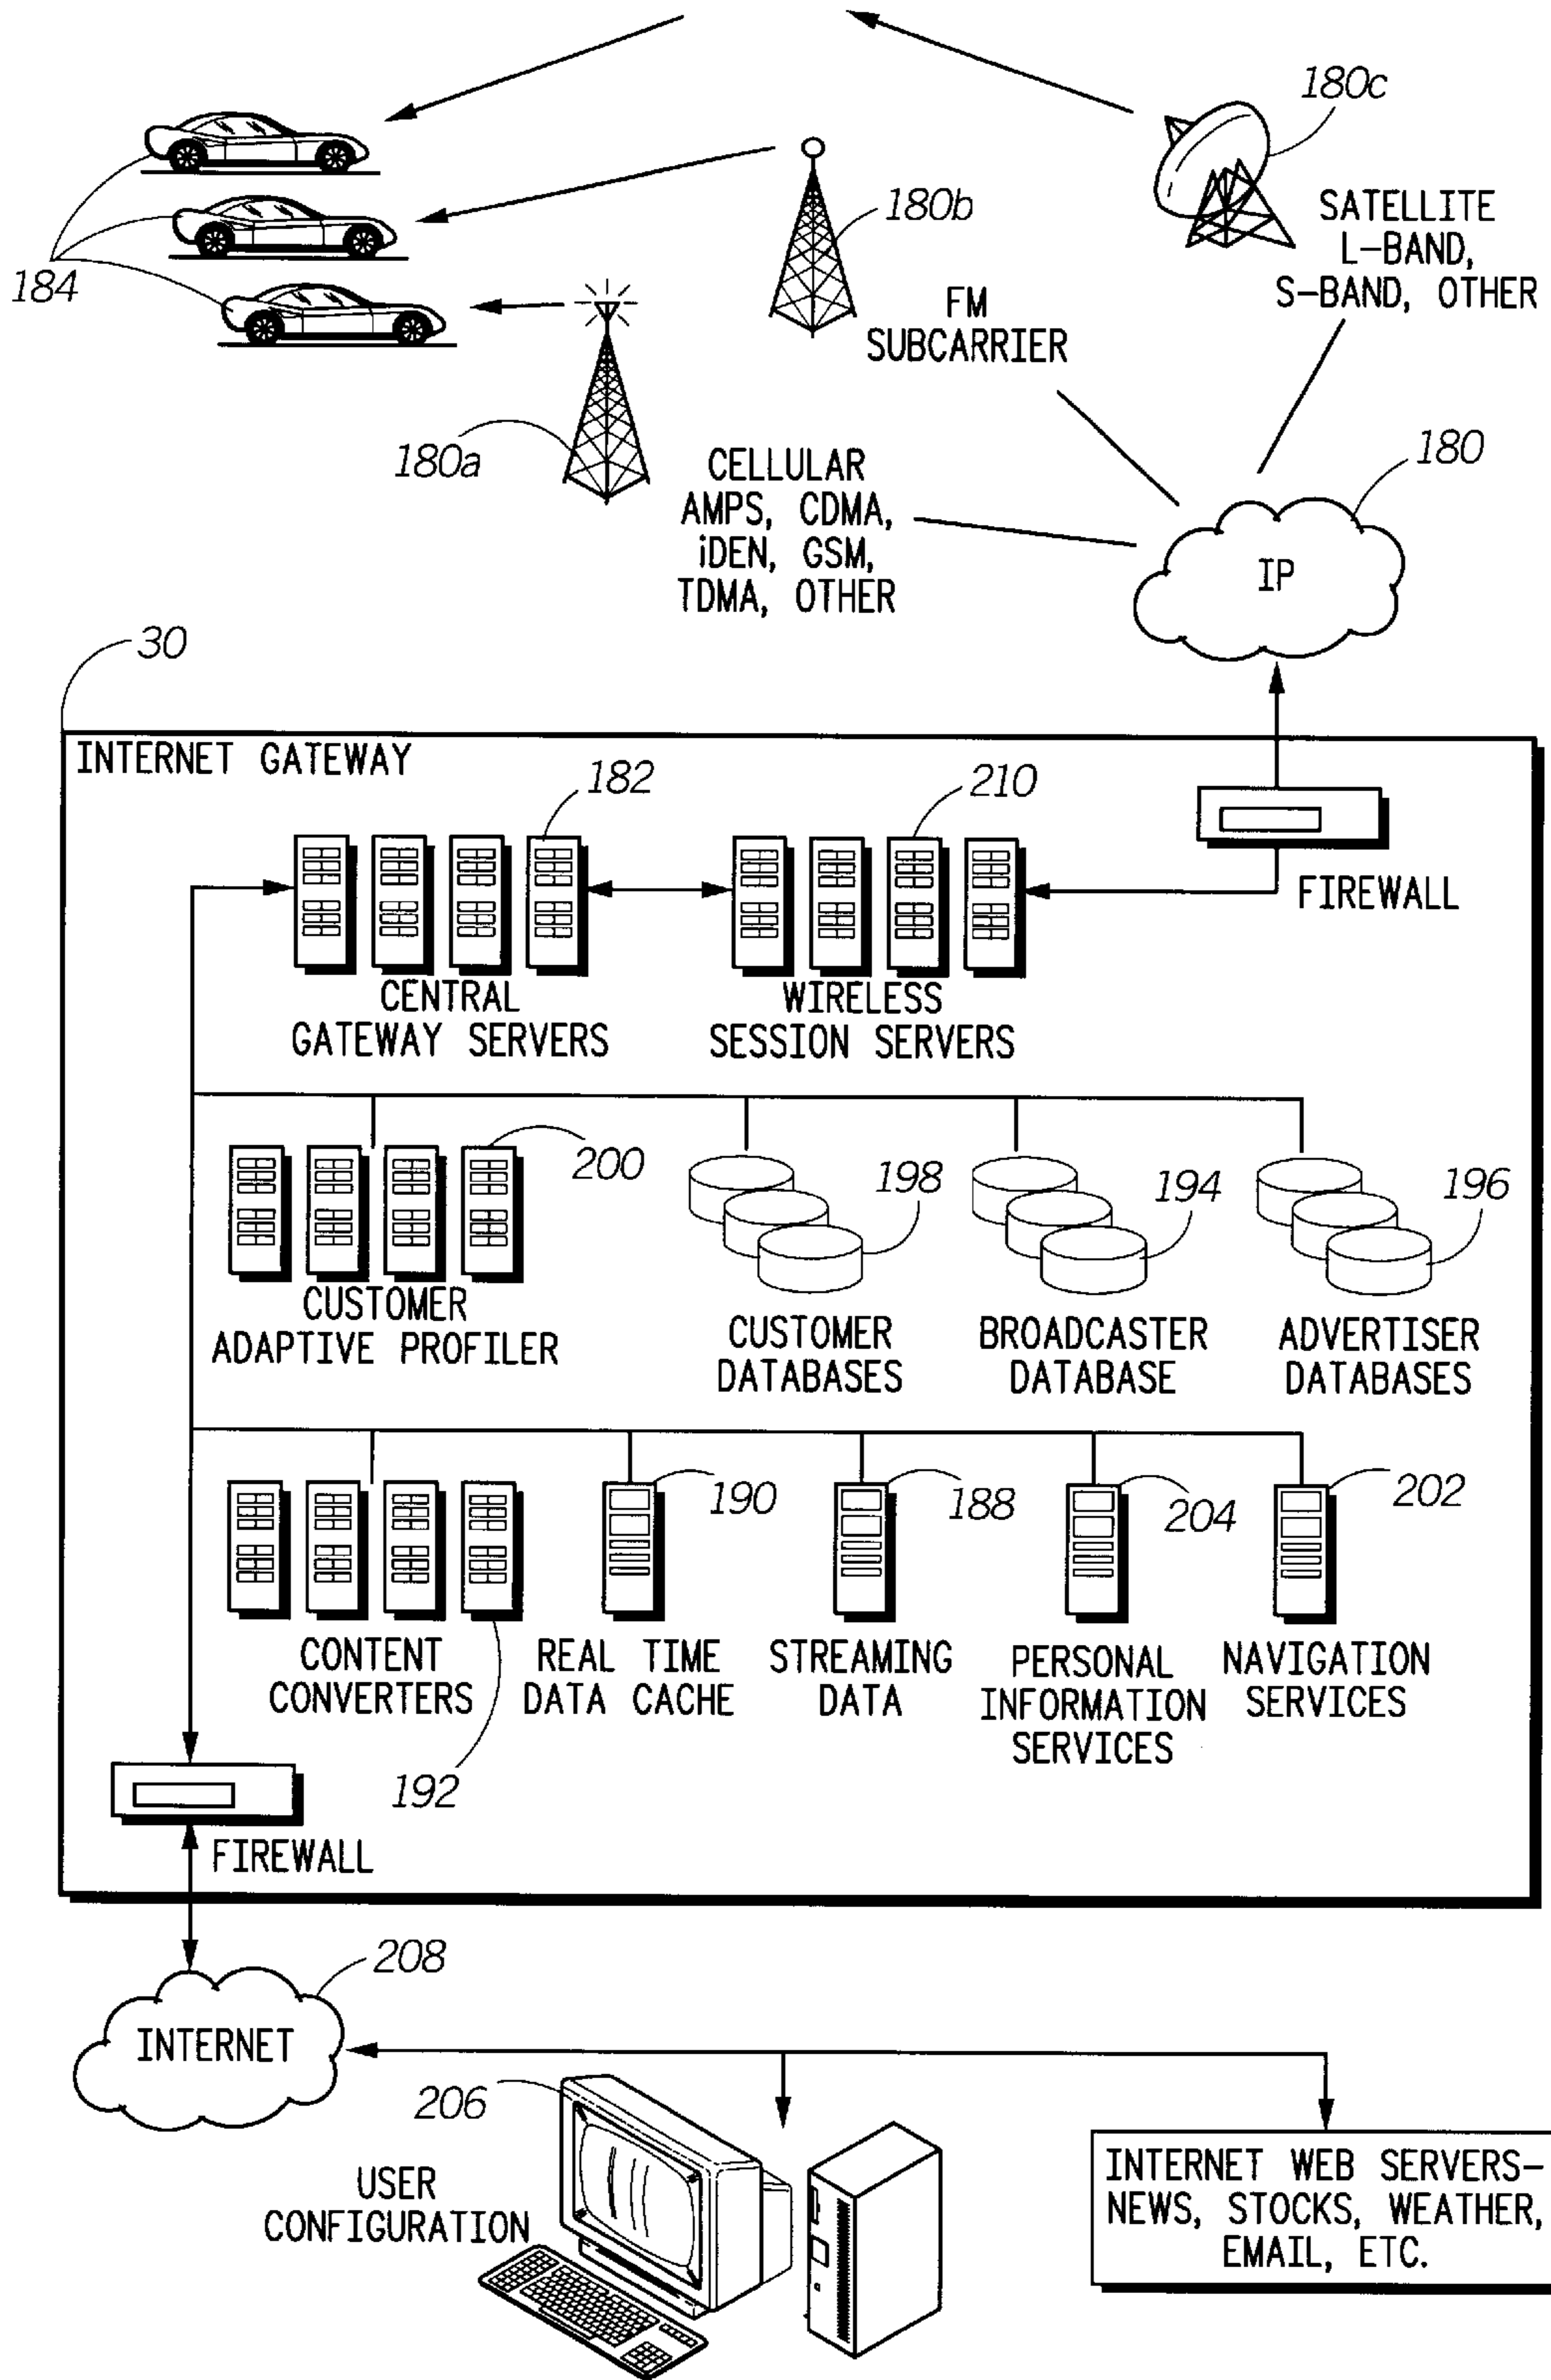 180c
180b
SATELLITE
L-BAND,
S-BAND, OTHER
184
FM
SUBCARRIER
180a
CELLULAR
AMPS, CDMA,
iDEN, GSM,
TDMA, OTHER
180
IP
30
INTERNET GATEWAY
182
210
FIREWALL
CENTRAL
GATEWAY SERVERS
WIRELESS
SESSION SERVERS
200
198
194
196
CUSTOMER
ADAPTIVE PROFILER
CUSTOMER
DATABASES
BROADCASTER
DATABASE
ADVERTISER
DATABASES
190
188
204
202
CONTENT
CONVERTERS
REAL TIME
DATA CACHE
STREAMING
DATA
PERSONAL
INFORMATION
SERVICES
NAVIGATION
SERVICES
192
FIREWALL
208
INTERNET
206
USER
CONFIGURATION
INTERNET WEB SERVERS-
NEWS, STOCKS, WEATHER,
EMAIL, ETC.